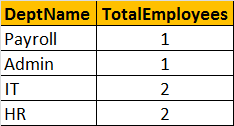 DeptName TotalEmployees
Payroll 1
Admin 1
IT 2
HR 2